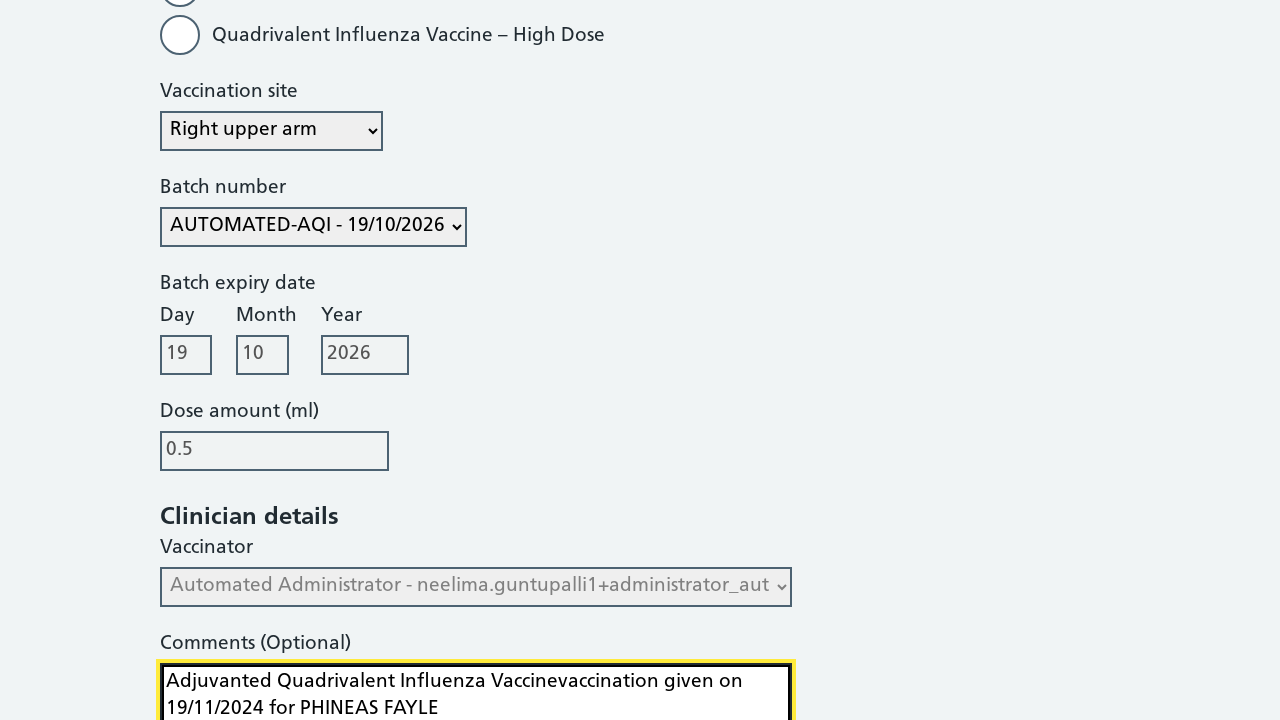 Quadrivalent Influenza Vaccine – High Dose
Vaccination site
Right upper arm
Batch number
AUTOMATED-AQI - 19/10/2026
Batch expiry date
Day Month Year
19 10 2026
Dose amount (ml)
0.5
Clinician details
Vaccinator
Automated Administrator - neelima.guntupalli1+administrator_aut
Comments (Optional)
Adjuvanted Quadrivalent Influenza Vaccinevaccination given on
19/11/2024 for PHINEAS FAYLE